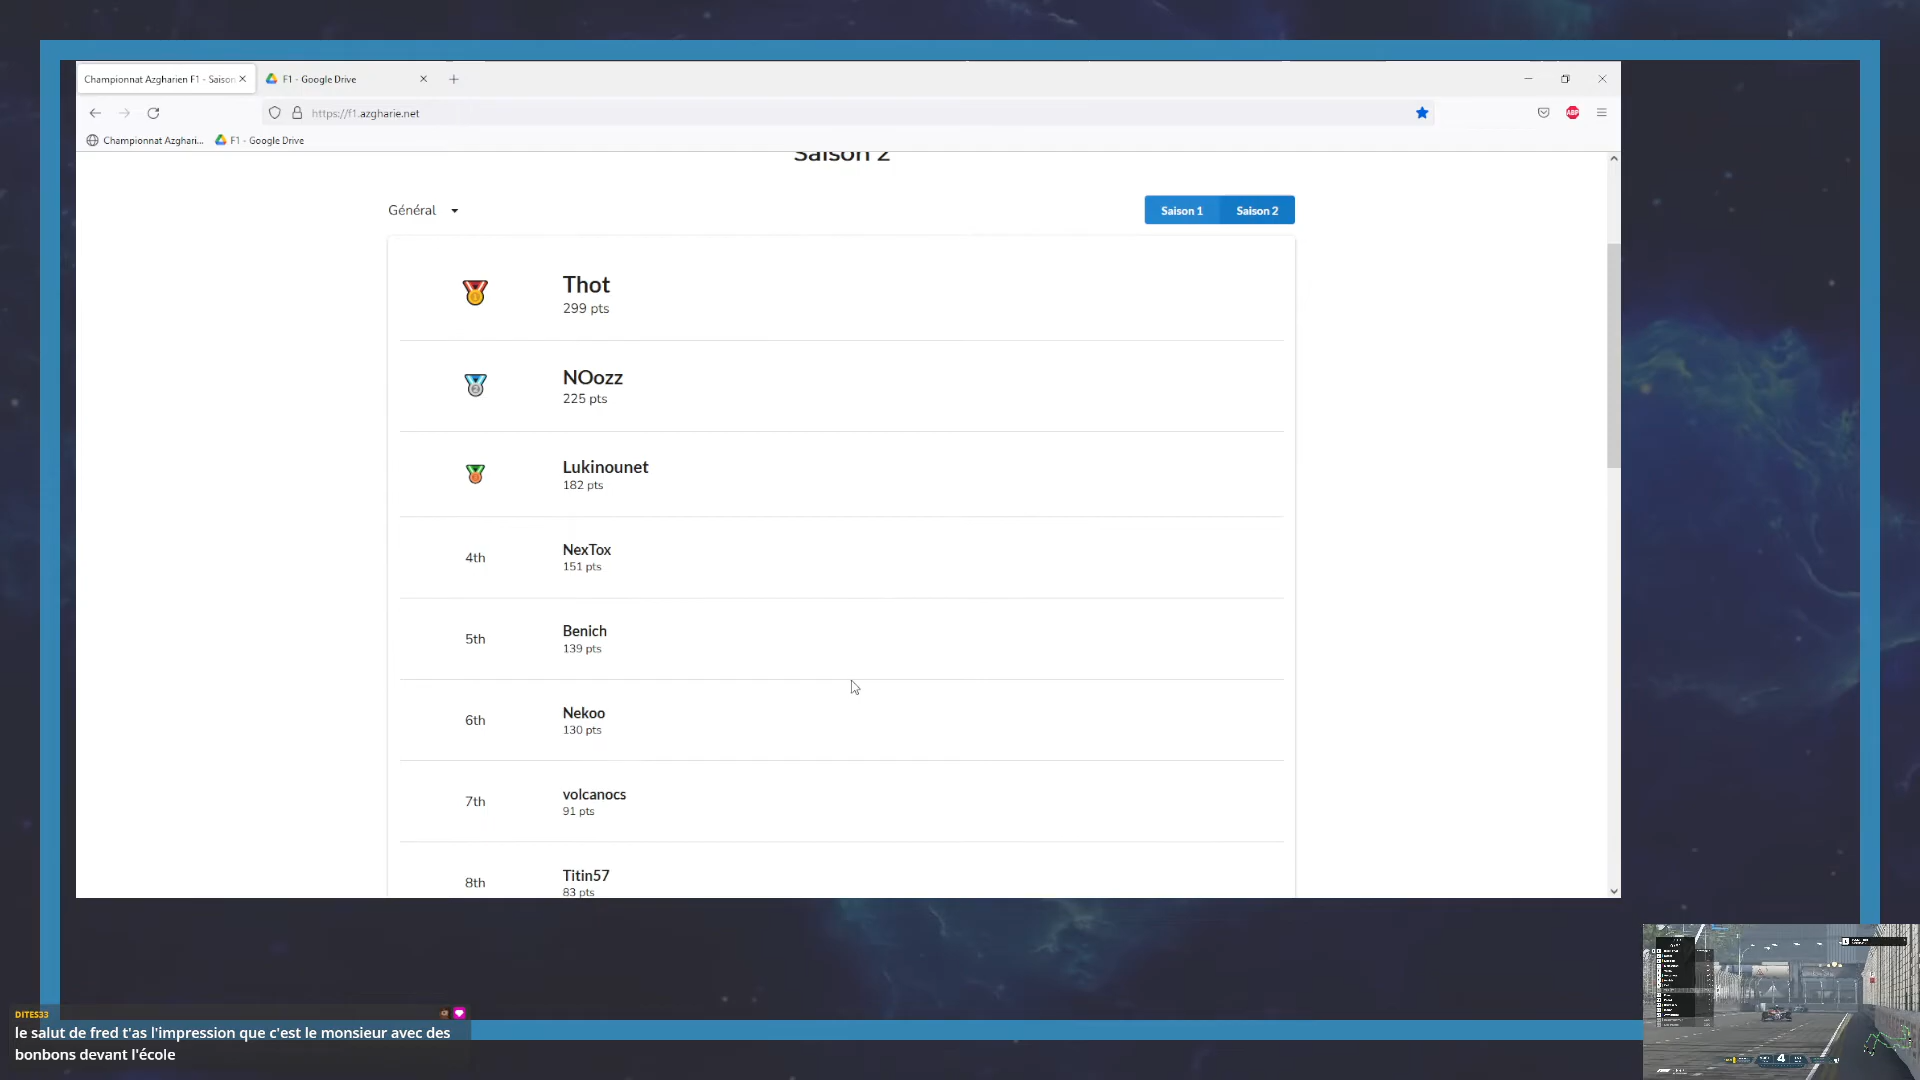 Championnat Azgharien F1 - Saison
F1 - Google Drive
https://f1.azgharie.net
ABP
Championnat Azghari...
F1 - Google Drive
Saison 2
Général
Saison 1
Saison 2
Thot
299 pts
NOozz
225 pts
Lukinounet
182 pts
4th
NexTox
151 pts
5th
Benich
139 pts
6th
Nekoo
130 pts
7th
volcanocs
91 pts
8th
Titin57
83 pts
DITES33
le salut de fred t'as l'impression que c'est le monsieur avec des
bonbons devant l'école
4